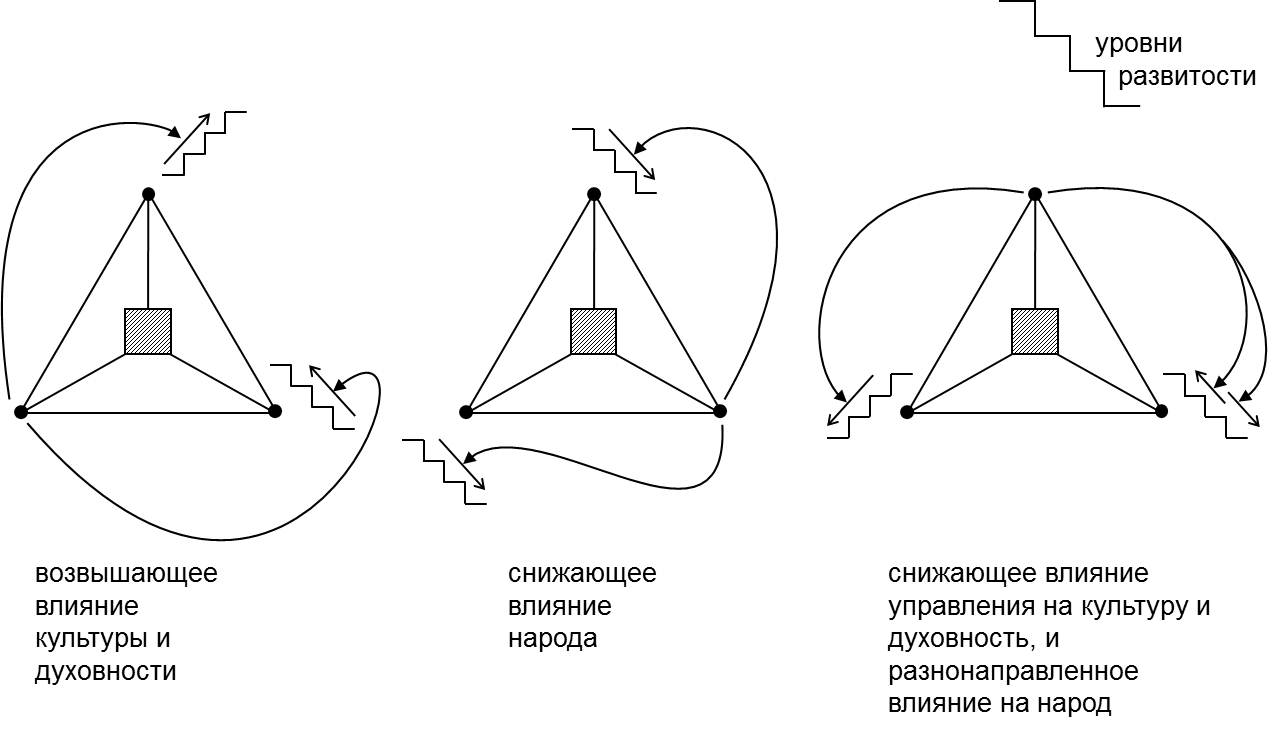 уровни
развитости
возвышающее
влияние
культуры и
духовности
снижающее
влияние
народа
снижающее влияние
управления на культуру и
духовность, и
разнонаправленное
влияние на народ